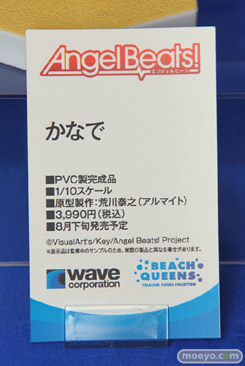 Angel Beats!
エンジェルビーツ!
かなで
■PVC製完成品
■1/10スケール
■原型製作：荒川泰之(アルマイト)
■3,990円(税込)
■8月下旬発売予定
©VisualArt's/Key/Angel Beats! Project
※展示品は監修中のサンプルのため、実際の製品と異なる場合があります。
wave
corporation
BEACH
QUEENS
TREASURE FIGURE COLLECTION
moeyo.com